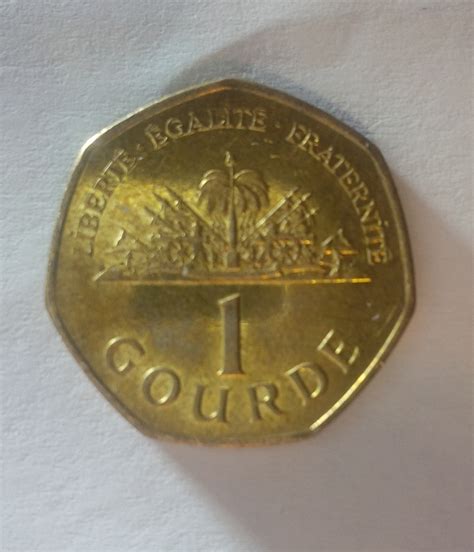 LIBERTÉ · ÉGALITÉ · FRATERNITÉ
1
GOURDE